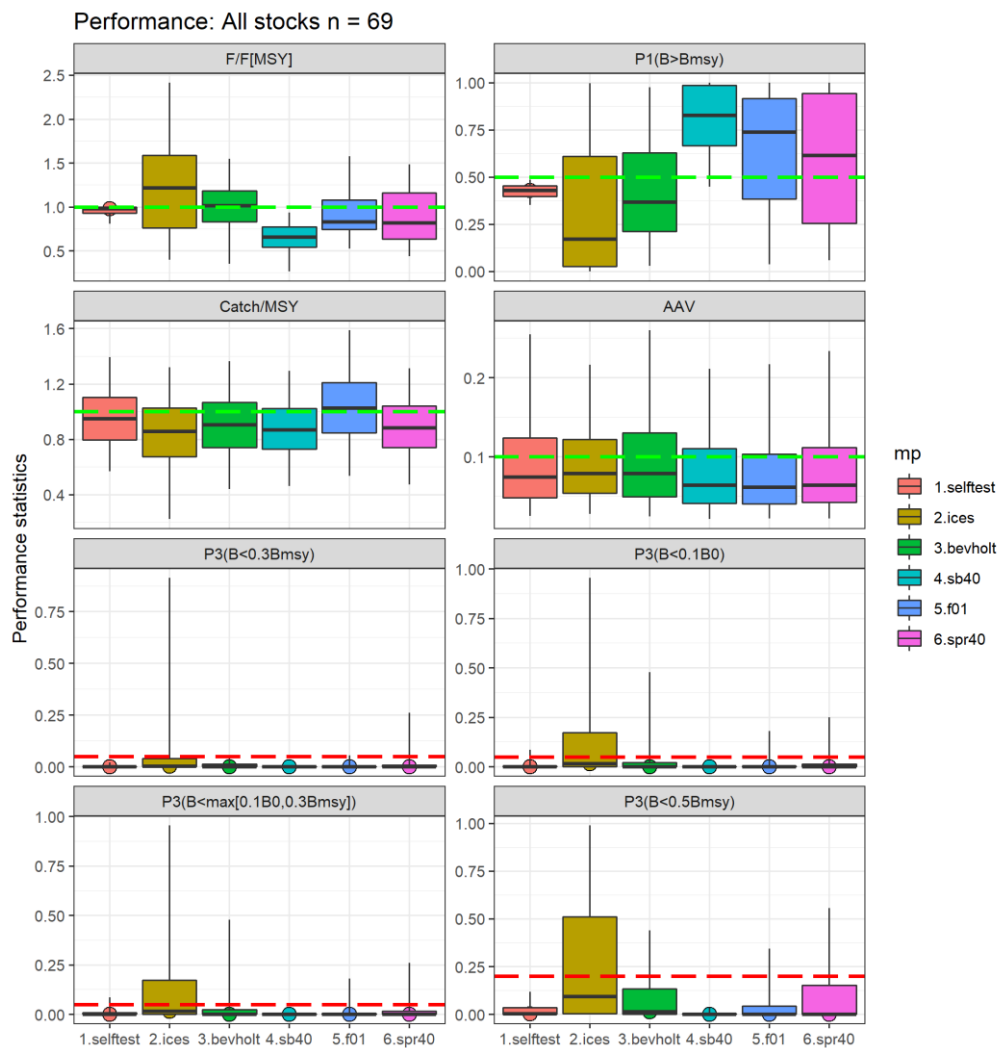 Performance: All stocks n = 69
F/F[MSY]
P1(B>Bmsy)
2.5
2.0
1.5
1.0
0.5
1.00
0.75
0.50
0.25
0.00
Catch/MSY
AAV
1.6
1.2
0.8
0.4
0.2
0.1
Performance statistics
mp
1.selftest
2.ices
3.bevholt
4.sb40
5.f01
6.spr40
P3(B<0.3Bmsy)
P3(B<0.1B0)
0.75
0.50
0.25
0.00
1.00
0.75
0.50
0.25
0.00
P3(B<max[0.1B0,0.3Bmsy])
P3(B<0.5Bmsy)
1.00
0.75
0.50
0.25
0.00
1.00
0.75
0.50
0.25
0.00
1.selftest 2.ices 3.bevholt 4.sb40 5.f01 6.spr40
1.selftest 2.ices 3.bevholt 4.sb40 5.f01 6.spr40